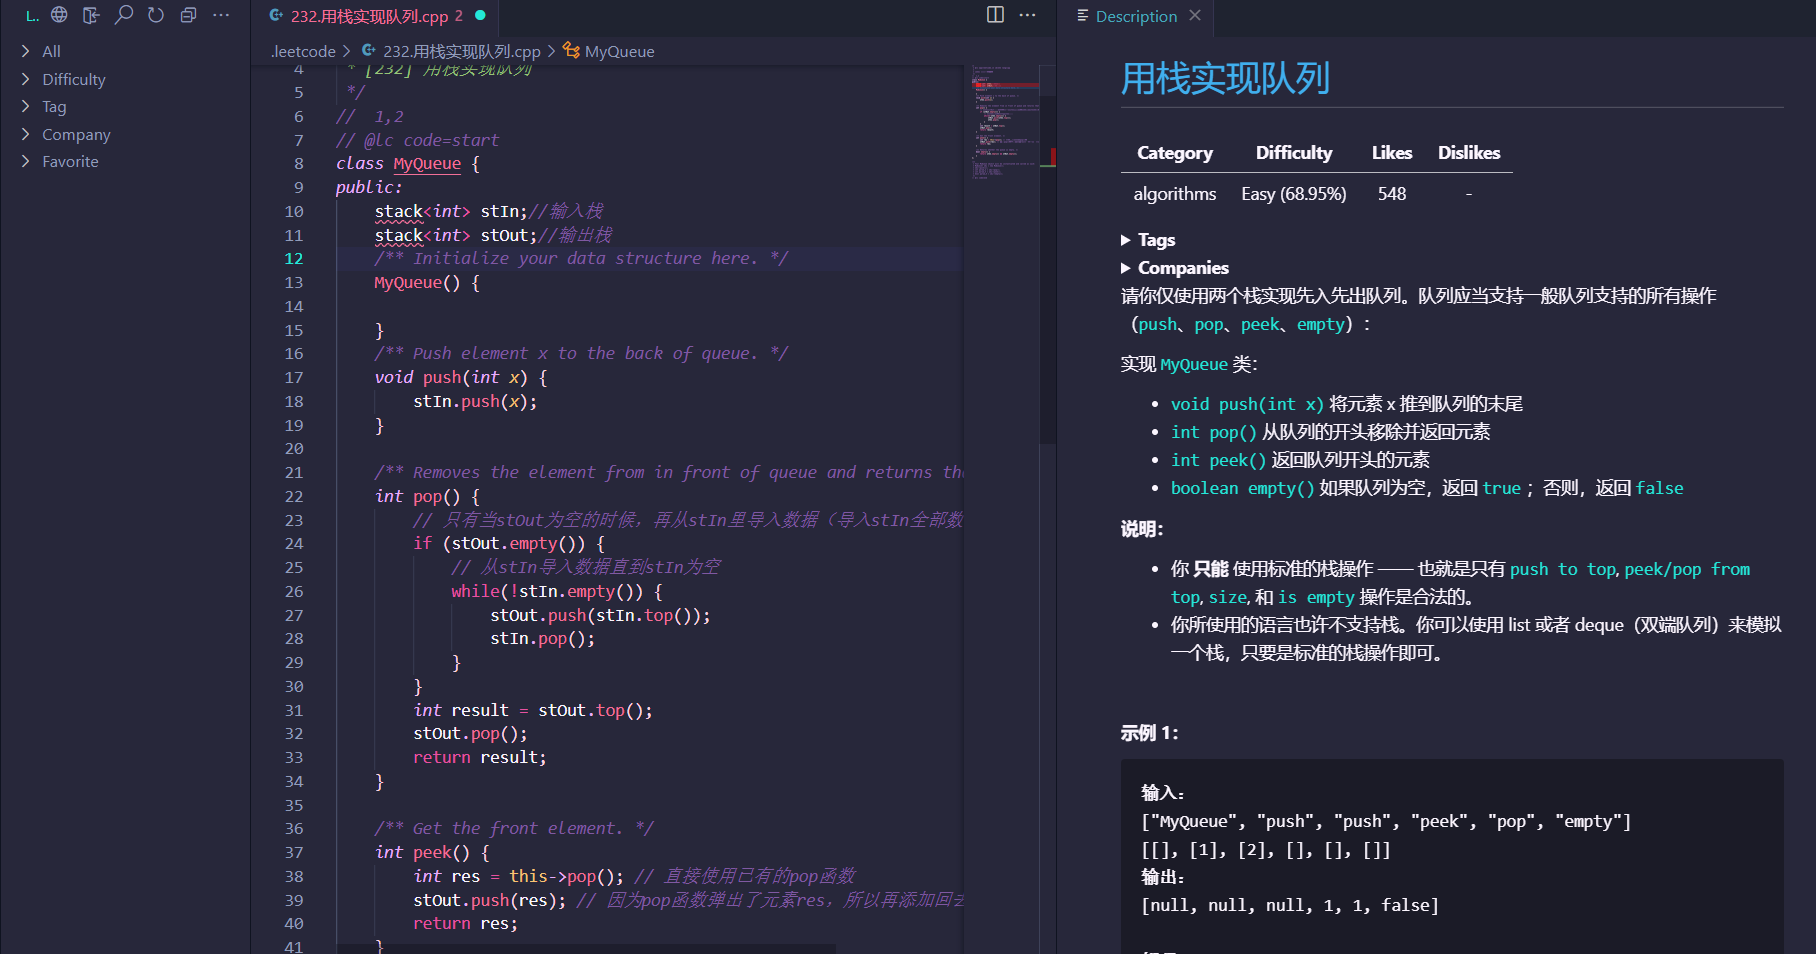 L..
All
Difficulty
Tag
Company
Favorite
232.用栈实现队列.cpp 2
.leetcode > 232.用栈实现队列.cpp > MyQueue
4 * [232] 用栈实现队列
5 */
6 // 1,2
7 // @lc code=start
8 class MyQueue {
9 public:
10 stack<int> stIn;//输入栈
11 stack<int> stOut;//输出栈
12 /** Initialize your data structure here. */
13 MyQueue() {
14
15 }
16 /** Push element x to the back of queue. */
17 void push(int x) {
18 stIn.push(x);
19 }
20
21 /** Removes the element from in front of queue and returns
22 int pop() {
23 // 只有当stOut为空的时候，再从stIn里导入数据（导入stIn全部数
24 if (stOut.empty()) {
25 // 从stIn导入数据直到stIn为空
26 while(!stIn.empty()) {
27 stOut.push(stIn.top());
28 stIn.pop();
29 }
30 }
31 int result = stOut.top();
32 stOut.pop();
33 return result;
34 }
35
36 /** Get the front element. */
37 int peek() {
38 int res = this->pop(); // 直接使用已有的pop函数
39 stOut.push(res); // 因为pop函数弹出了元素res，所以再添加回
40 return res;
41 }
Description
用栈实现队列
Category Difficulty Likes Dislikes
algorithms Easy (68.95%) 548 -
Tags
Companies
请你仅使用两个栈实现先入先出队列。队列应当支持一般队列支持的所有操作
（push、pop、peek、empty）：
实现 MyQueue 类：
• void push(int x) 将元素 x 推到队列的末尾
• int pop() 从队列的开头移除并返回元素
• int peek() 返回队列开头的元素
• boolean empty() 如果队列为空，返回 true ；否则，返回 false
说明：
• 你 只能 使用标准的栈操作 —— 也就是只有 push to top, peek/pop from
top, size, 和 is empty 操作是合法的。
• 你所使用的语言也许不支持栈。你可以使用 list 或者 deque（双端队列）来模拟
一个栈，只要是标准的栈操作即可。
示例 1：
输入：
["MyQueue", "push", "push", "peek", "pop", "empty"]
[[], [1], [2], [], [], []]
输出：
[null, null, null, 1, 1, false]